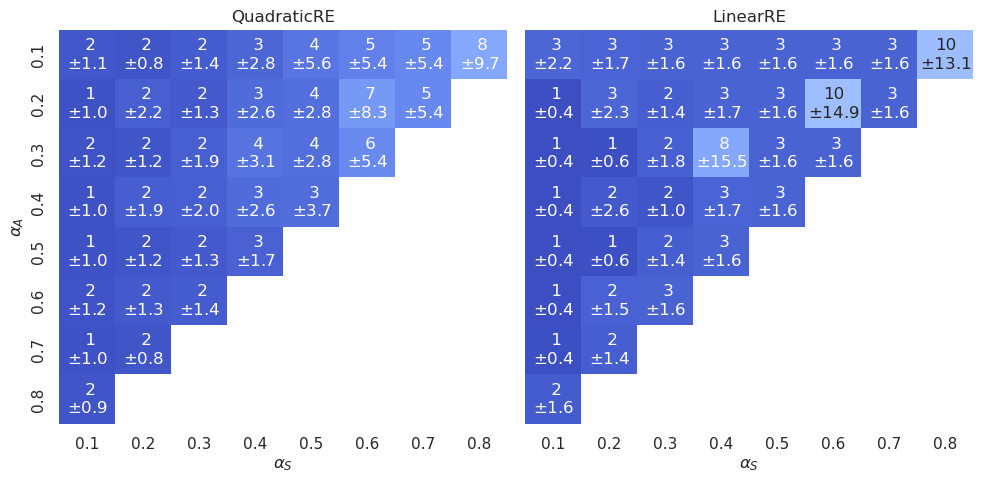 QuadraticRE
LinearRE
0.1
2 2 2 3 4 5 5 8
±1.1 ±0.8 ±1.4 ±2.8 ±5.6 ±5.4 ±5.4 ±9.7
3 3 3 3 3 3 3 10
±2.2 ±1.7 ±1.6 ±1.6 ±1.6 ±1.6 ±1.6 ±13.1
0.2
1 2 2 3 4 7 5
±1.0 ±2.2 ±1.3 ±2.6 ±2.8 ±8.3 ±5.4
1 3 2 3 3 10 3
±0.4 ±2.3 ±1.4 ±1.7 ±1.6 ±14.9 ±1.6
0.3
2 2 2 4 4 6
±1.2 ±1.2 ±1.9 ±3.1 ±2.8 ±5.4
1 1 2 8 3 3
±0.4 ±0.6 ±1.8 ±15.5 ±1.6 ±1.6
0.4
1 2 2 3 3
±1.0 ±1.9 ±2.0 ±2.6 ±3.7
1 2 2 3 3
±0.4 ±2.6 ±1.0 ±1.7 ±1.6
α_A
0.5
1 2 2 3
±1.0 ±1.2 ±1.3 ±1.7
1 1 2 3
±0.4 ±0.6 ±1.4 ±1.6
0.6
2 2 2
±1.2 ±1.3 ±1.4
1 2 3
±0.4 ±1.5 ±1.6
0.7
1 2
±1.0 ±0.8
1 2
±0.4 ±1.4
0.8
2
±0.9
2
±1.6
0.1 0.2 0.3 0.4 0.5 0.6 0.7 0.8
α_S
0.1 0.2 0.3 0.4 0.5 0.6 0.7 0.8
α_S